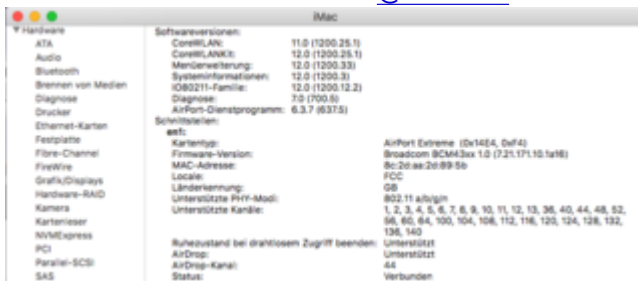 iMac
Hardware
ATA
Audio
Bluetooth
Brennen von Medien
Diagnose
Drucker
Ethernet-Karten
Festplatte
Fibre-Channel
FireWire
Grafik/Displays
Hardware-RAID
Kamera
Kartenleser
NVMExpress
PCI
Parallel-SCSI
SAS
Softwareversionen:
CoreWLAN: 11.0 (1200.25.1)
CoreWLANKit: 12.0 (1200.25.1)
Menüerweiterung: 12.0 (1200.33)
Systeminformationen: 12.0 (1200.3)
IO80211-Familie: 12.0 (1200.12.2)
Diagnose: 7.0 (700.5)
AirPort-Dienstprogramm: 6.3.7 (637.5)
Schnittstellen:
en1:
Kartentyp: AirPort Extreme (0x14E4, 0xF4)
Firmware-Version: Broadcom BCM43xx 1.0 (7.21.171.10.1a16)
MAC-Adresse: 8c:2d:aa:2d:89:5b
Locale: FCC
Länderkennung: GB
Unterstützte PHY-Modi: 802.11 a/b/g/n
Unterstützte Kanäle: 1, 2, 3, 4, 5, 6, 7, 8, 9, 10, 11, 12, 13, 36, 40, 44, 48, 52,
56, 60, 64, 100, 104, 108, 112, 116, 120, 124, 128, 132,
136, 140
Ruhezustand bei drahtlosem Zugriff beenden: Unterstützt
AirDrop: Unterstützt
AirDrop-Kanal: 44
Status: Verbunden